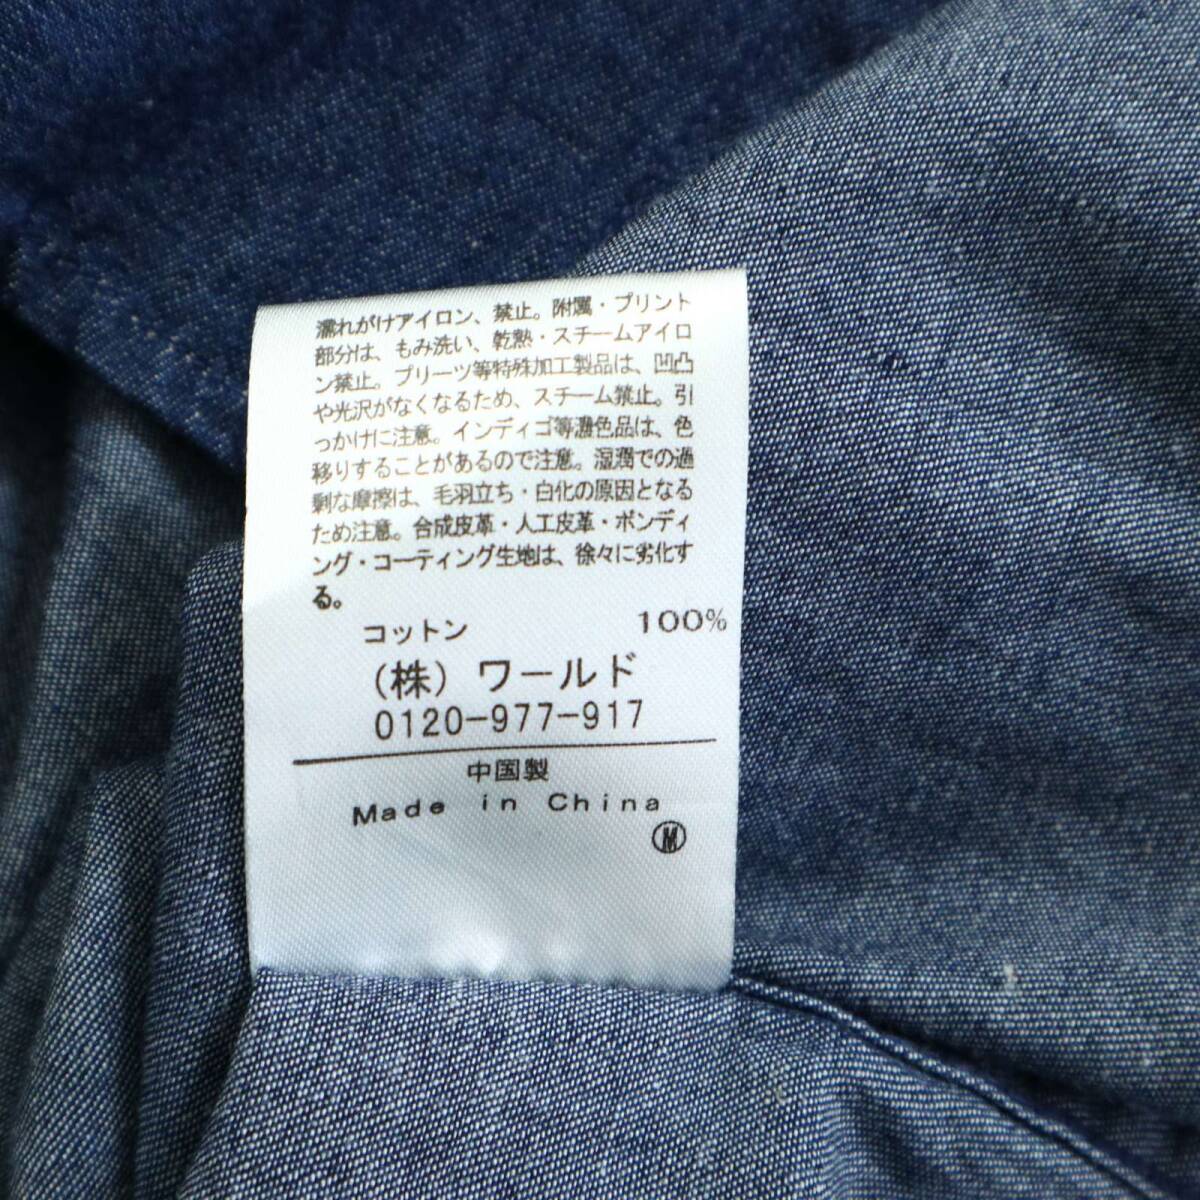 濡れがけアイロン、禁止。附属・プリント
部分は、もみ洗い、乾熱・スチームアイロ
ン禁止。プリーツ等特殊加工製品は、凹凸
や光沢がなくなるため、スチーム禁止。引
っかけに注意。インディゴ等濃色品は、色
移りすることがあるので注意。湿潤での過
剰な摩擦は、毛羽立ち・白化の原因となる
ため注意。合成皮革・人工皮革・ボンディ
ング・コーティング生地は、徐々に劣化す
る。
コットン 100%
(株) ワールド
0120-977-917
中国製
Made in China
Ⓜ